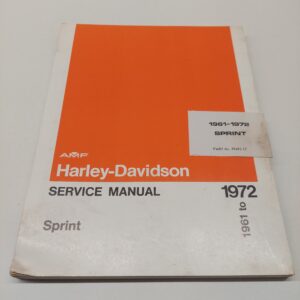 1961-1972
SPRINT
AMF
Harley-Davidson
SERVICE MANUAL
1961 to 1972
Sprint